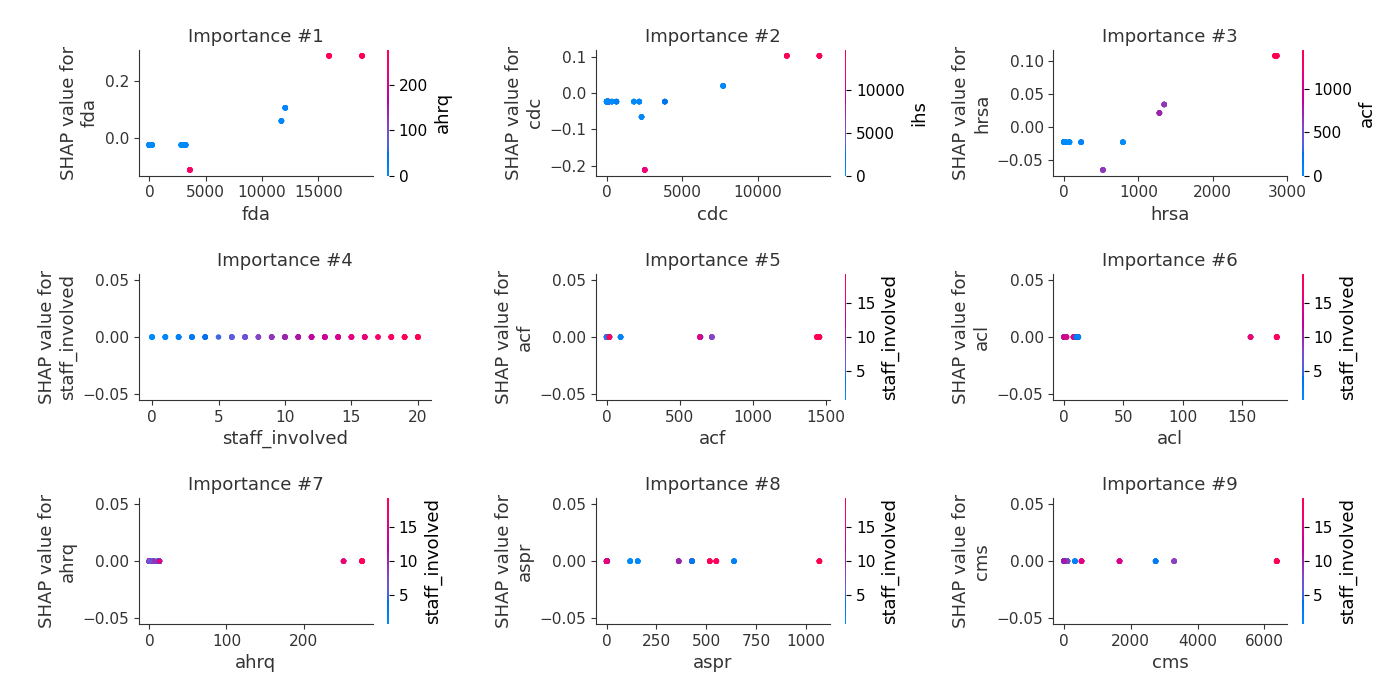 Importance #1
SHAP value for
fda
0.2
0.0
0 5000 10000 15000
fda
200
100
0
ahrq
Importance #2
SHAP value for
cdc
0.1
0.0
−0.1
−0.2
0 5000 10000
cdc
10000
5000
0
ihs
Importance #3
SHAP value for
hrsa
0.10
0.05
0.00
−0.05
0 1000 2000 3000
hrsa
1000
500
0
acf
Importance #4
SHAP value for
staff_involved
0.05
0.00
−0.05
0 5 10 15 20
staff_involved
Importance #5
SHAP value for
acf
0.05
0.00
−0.05
0 500 1000 1500
acf
15
10
5
staff_involved
Importance #6
SHAP value for
acl
0.05
0.00
−0.05
0 50 100 150
acl
15
10
5
staff_involved
Importance #7
SHAP value for
ahrq
0.05
0.00
−0.05
0 100 200
ahrq
15
10
5
staff_involved
Importance #8
SHAP value for
aspr
0.05
0.00
−0.05
0 250 500 750 1000
aspr
15
10
5
staff_involved
Importance #9
SHAP value for
cms
0.05
0.00
−0.05
0 2000 4000 6000
cms
15
10
5
staff_involved